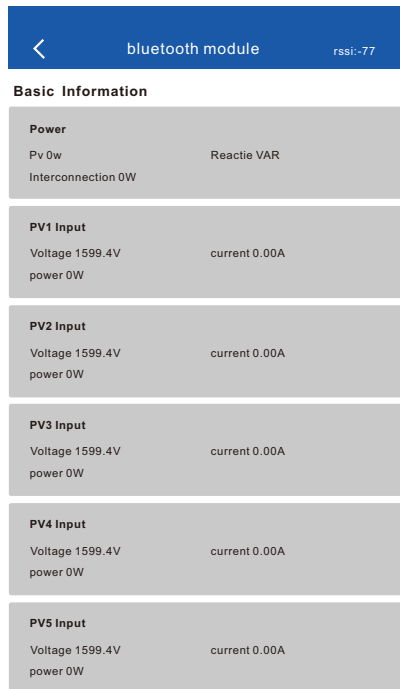 bluetooth module rssi:-77
Basic Information
Power
Pv 0w Reactie VAR
Interconnection 0W
PV1 Input
Voltage 1599.4V current 0.00A
power 0W
PV2 Input
Voltage 1599.4V current 0.00A
power 0W
PV3 Input
Voltage 1599.4V current 0.00A
power 0W
PV4 Input
Voltage 1599.4V current 0.00A
power 0W
PV5 Input
Voltage 1599.4V current 0.00A
power 0W